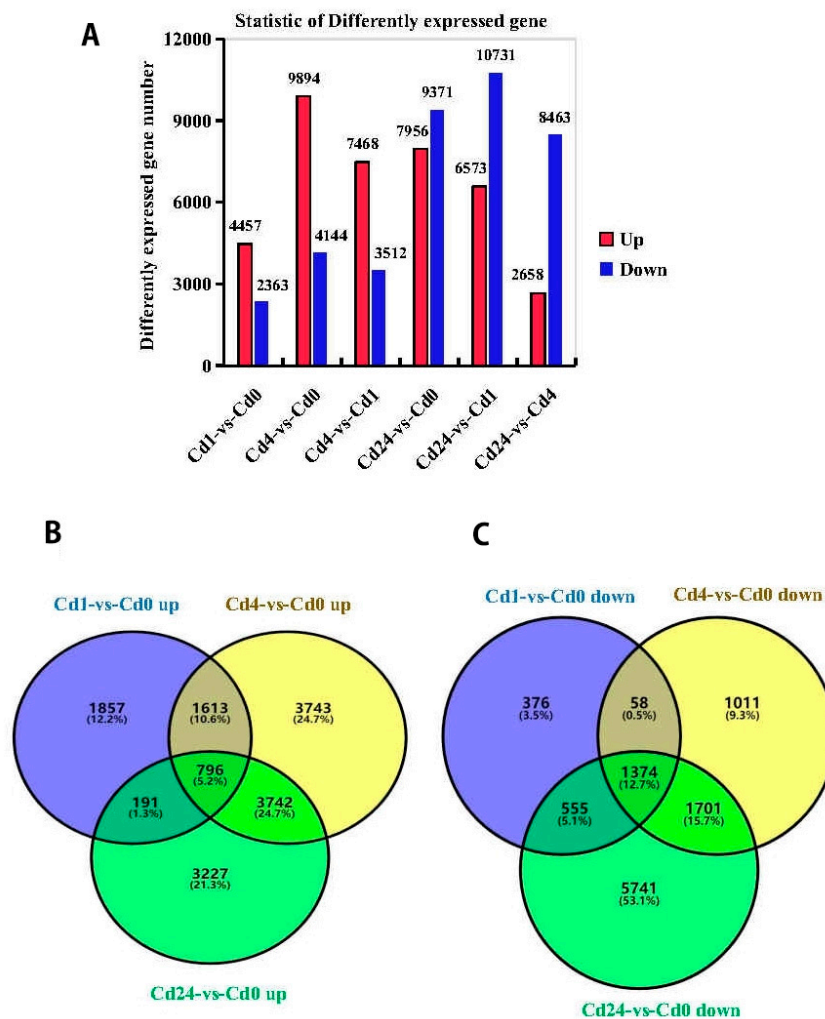 A
Statistic of Differently expressed gene
Differently expressed gene number
12000
9000
6000
3000
0
4457
2363
9894
4144
7468
3512
7956
9371
6573
10731
2658
8463
Up
Down
Cd1-vs-Cd0
Cd4-vs-Cd0
Cd4-vs-Cd1
Cd24-vs-Cd0
Cd24-vs-Cd1
Cd24-vs-Cd4
B
Cd1-vs-Cd0 up
Cd4-vs-Cd0 up
1857
(12.2%)
1613
(10.6%)
3743
(24.7%)
796
(5.2%)
191
(1.3%)
3742
(24.7%)
3227
(21.3%)
Cd24-vs-Cd0 up
C
Cd1-vs-Cd0 down
Cd4-vs-Cd0 down
376
(3.5%)
58
(0.5%)
1011
(9.3%)
1374
(12.7%)
555
(5.1%)
1701
(15.7%)
5741
(53.1%)
Cd24-vs-Cd0 down